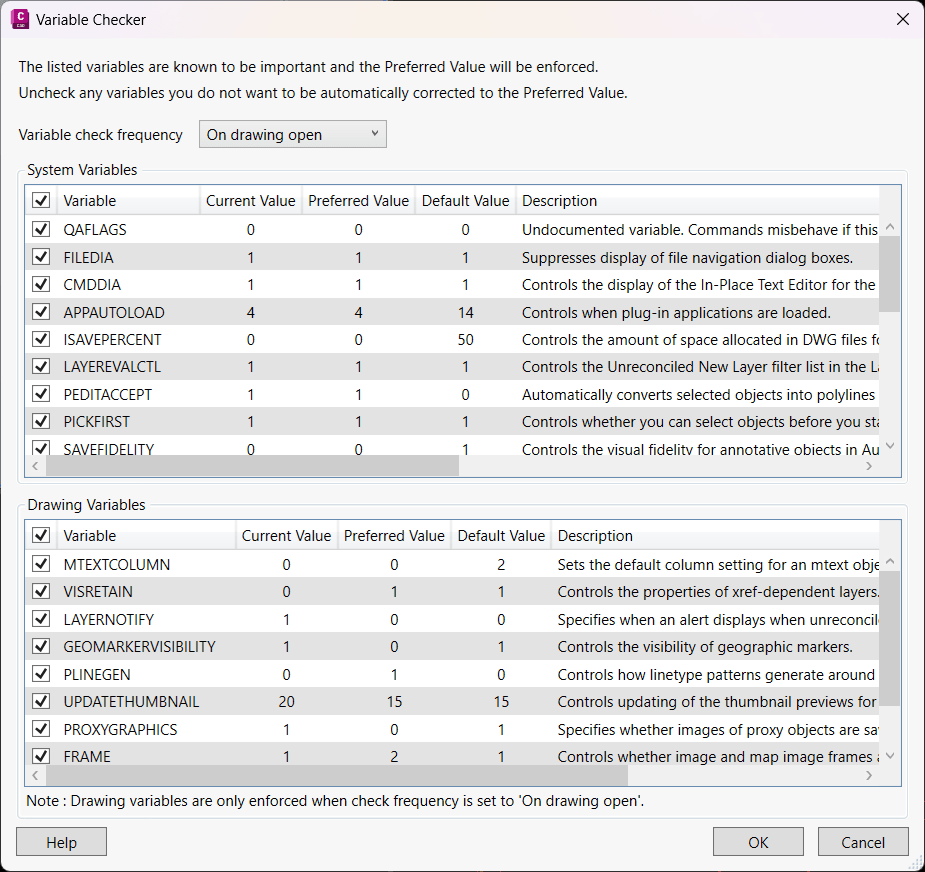 C
CAD
Variable Checker
The listed variables are known to be important and the Preferred Value will be enforced.
Uncheck any variables you do not want to be automatically corrected to the Preferred Value.
Variable check frequency On drawing open
System Variables
Variable Current Value Preferred Value Default Value Description
QAFLAGS 0 0 0 Undocumented variable. Commands misbehave if this
FILEDIA 1 1 1 Suppresses display of file navigation dialog boxes.
CMDDIA 1 1 1 Controls the display of the In-Place Text Editor for the
APPAUTOLOAD 4 4 14 Controls when plug-in applications are loaded.
ISAVEPERCENT 0 0 50 Controls the amount of space allocated in DWG files fo
LAYEREVALCTL 1 1 1 Controls the Unreconciled New Layer filter list in the La
PEDITACCEPT 1 1 0 Automatically converts selected objects into polylines
PICKFIRST 1 1 1 Controls whether you can select objects before you sta
SAVEFIDELITY 0 0 1 Controls the visual fidelity for annotative objects in Au
Drawing Variables
Variable Current Value Preferred Value Default Value Description
MTEXTCOLUMN 0 0 2 Sets the default column setting for an mtext obje
VISRETAIN 0 1 1 Controls the properties of xref-dependent layers.
LAYERNOTIFY 1 0 0 Specifies when an alert displays when unreconcil
GEOMARKERVISIBILITY 1 0 1 Controls the visibility of geographic markers.
PLINEGEN 0 1 0 Controls how linetype patterns generate around
UPDATETHUMBNAIL 20 15 15 Controls updating of the thumbnail previews for
PROXYGRAPHICS 1 0 1 Specifies whether images of proxy objects are sa
FRAME 1 2 1 Controls whether image and map image frames a
Note : Drawing variables are only enforced when check frequency is set to 'On drawing open'.
Help OK Cancel